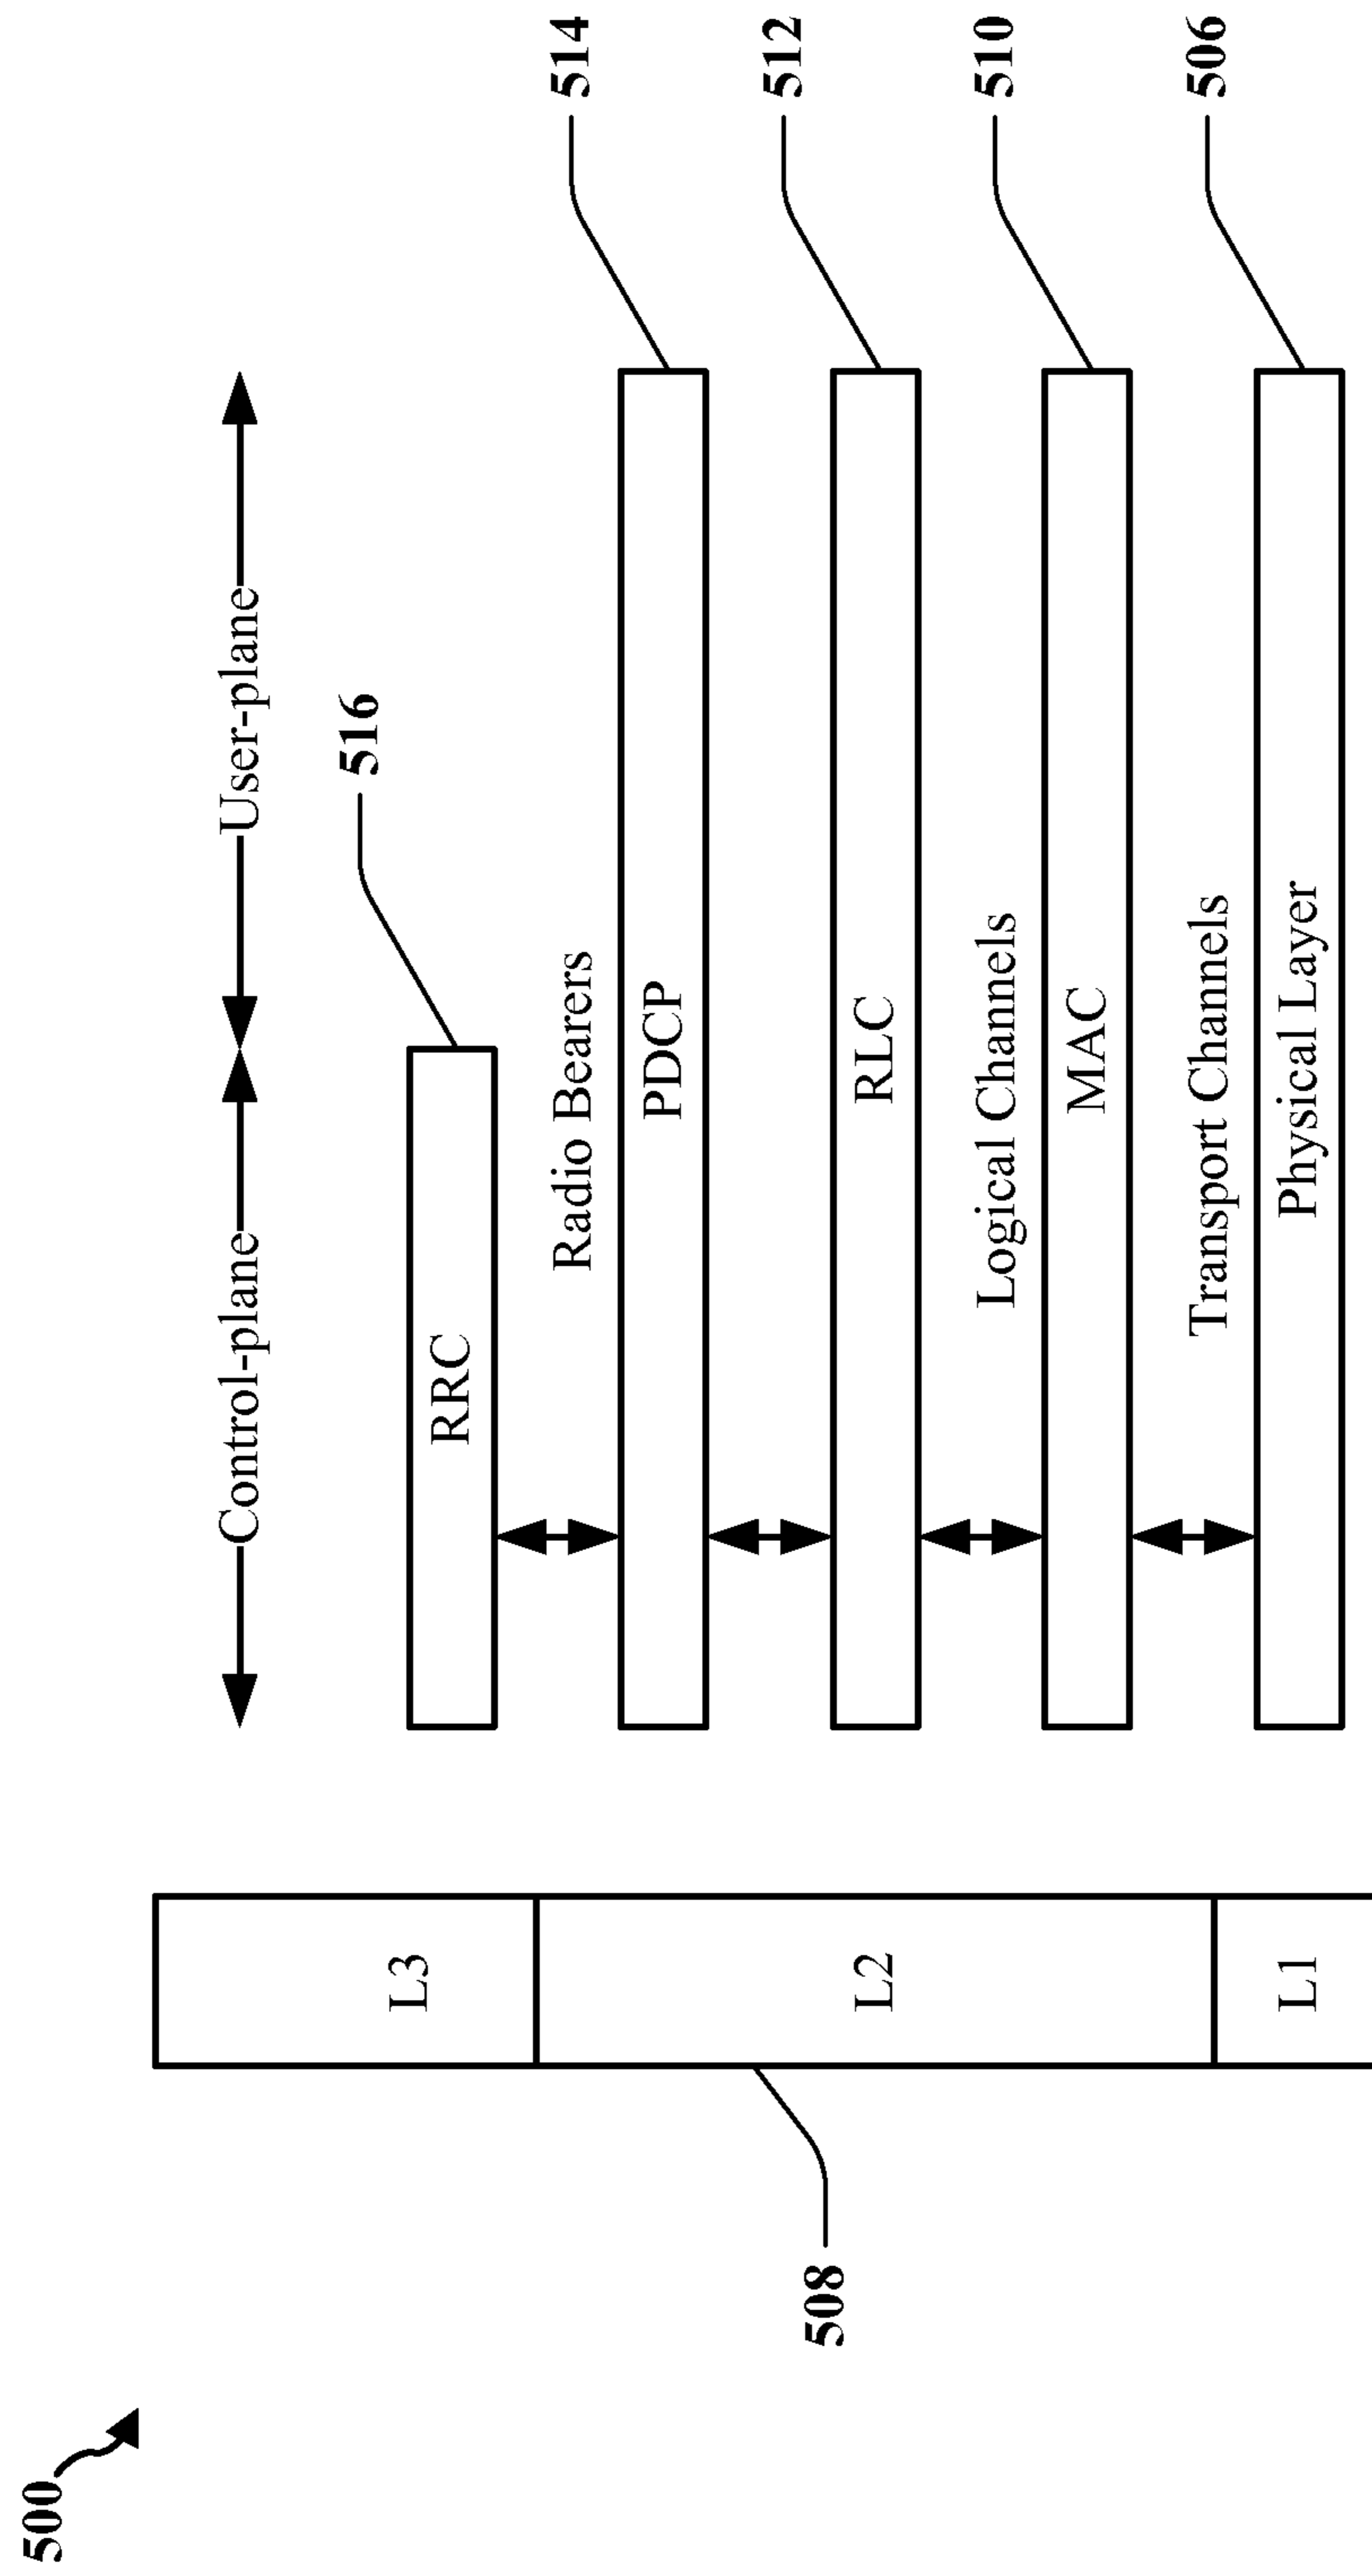 500
Control-plane
User-plane
516
L3
RRC
Radio Bearers
514
508
L2
PDCP
512
RLC
Logical Channels
510
MAC
Transport Channels
506
L1
Physical Layer